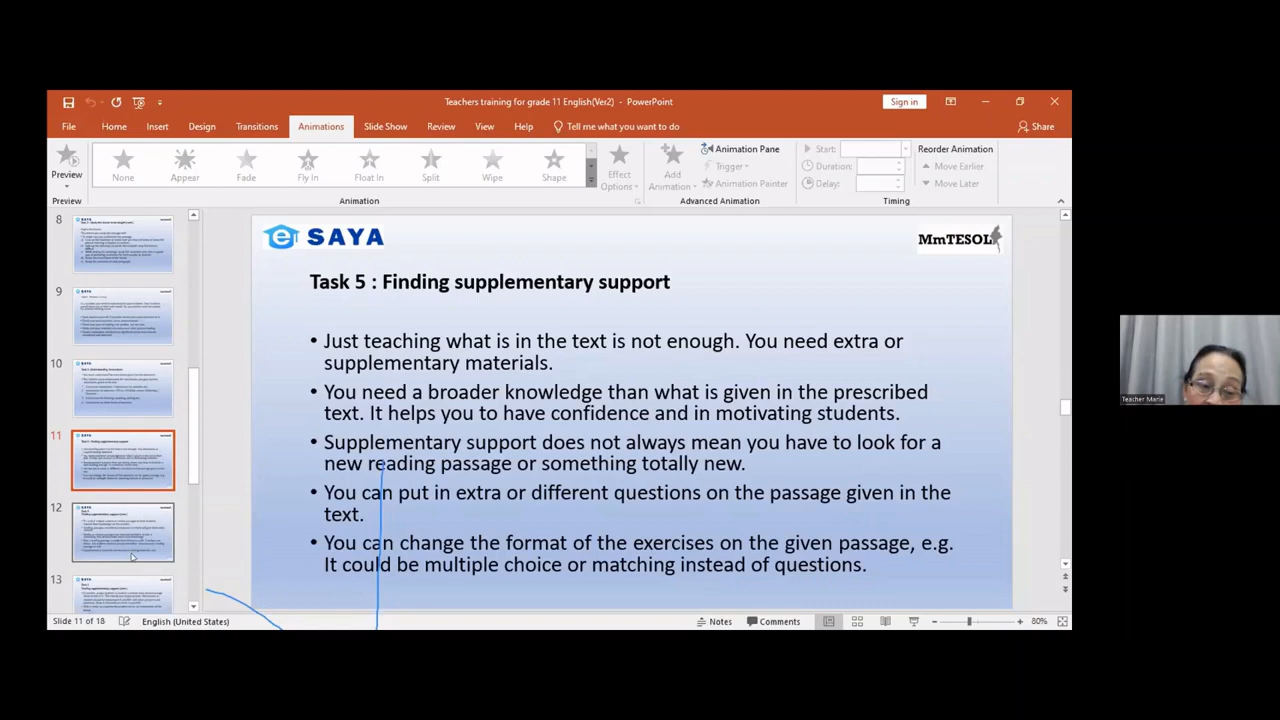 Teachers training for grade 11 English(Ver2) - PowerPoint
Sign in
File Home Insert Design Transitions Animations Slide Show Review View Help Tell me what you want to do Share
Preview
None Appear Fade Fly In Float In Split Wipe Shape
Effect Options
Add Animation
Animation Pane
Trigger
Animation Painter
Start:
Duration:
Delay:
Reorder Animation
Move Earlier
Move Later
Preview Animation Advanced Animation Timing
8
9
10
11
12
13
e SAYA
MmTESOL
Task 5 : Finding supplementary support
• Just teaching what is in the text is not enough. You need extra or
supplementary materials.
• You need a broader knowledge than what is given in the prescribed
text. It helps you to have confidence and in motivating students.
• Supplementary support does not always mean you have to look for a
new reading passage or something totally new.
• You can put in extra or different questions on the passage given in the
text.
• You can change the format of the exercises on the given passage, e.g.
It could be multiple choice or matching instead of questions.
Teacher Marie
Slide 11 of 18 English (United States) Notes Comments 80%